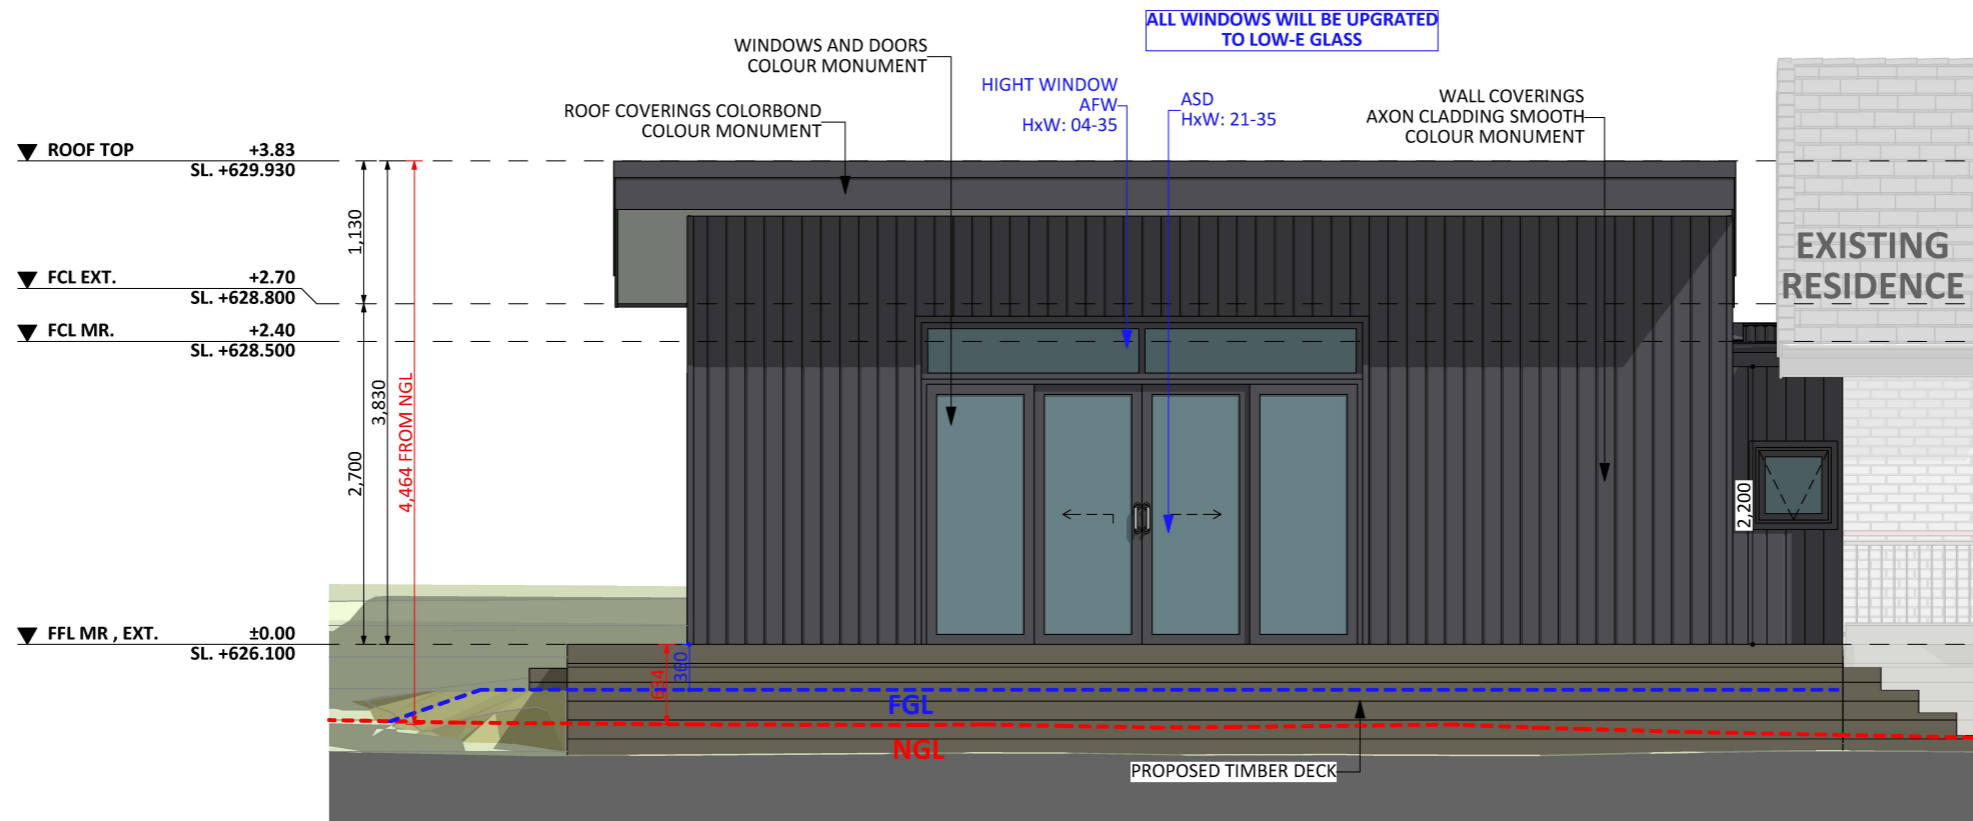 ALL WINDOWS WILL BE UPGRATED
TO LOW-E GLASS
WINDOWS AND DOORS
COLOUR MONUMENT
HIGHT WINDOW
AFW
HxW: 04-35
ASD
HxW: 21-35
ROOF COVERINGS COLORBOND
COLOUR MONUMENT
WALL COVERINGS
AXON CLADDING SMOOTH
COLOUR MONUMENT
ROOF TOP +3.83
SL. +629.930
FCL EXT. +2.70
SL. +628.800
FCL MR. +2.40
SL. +628.500
FFL MR , EXT. ±0.00
SL. +626.100
1,130
3,830
2,700
4,464 FROM NGL
EXISTING
RESIDENCE
2,200
634
360
FGL
NGL
PROPOSED TIMBER DECK